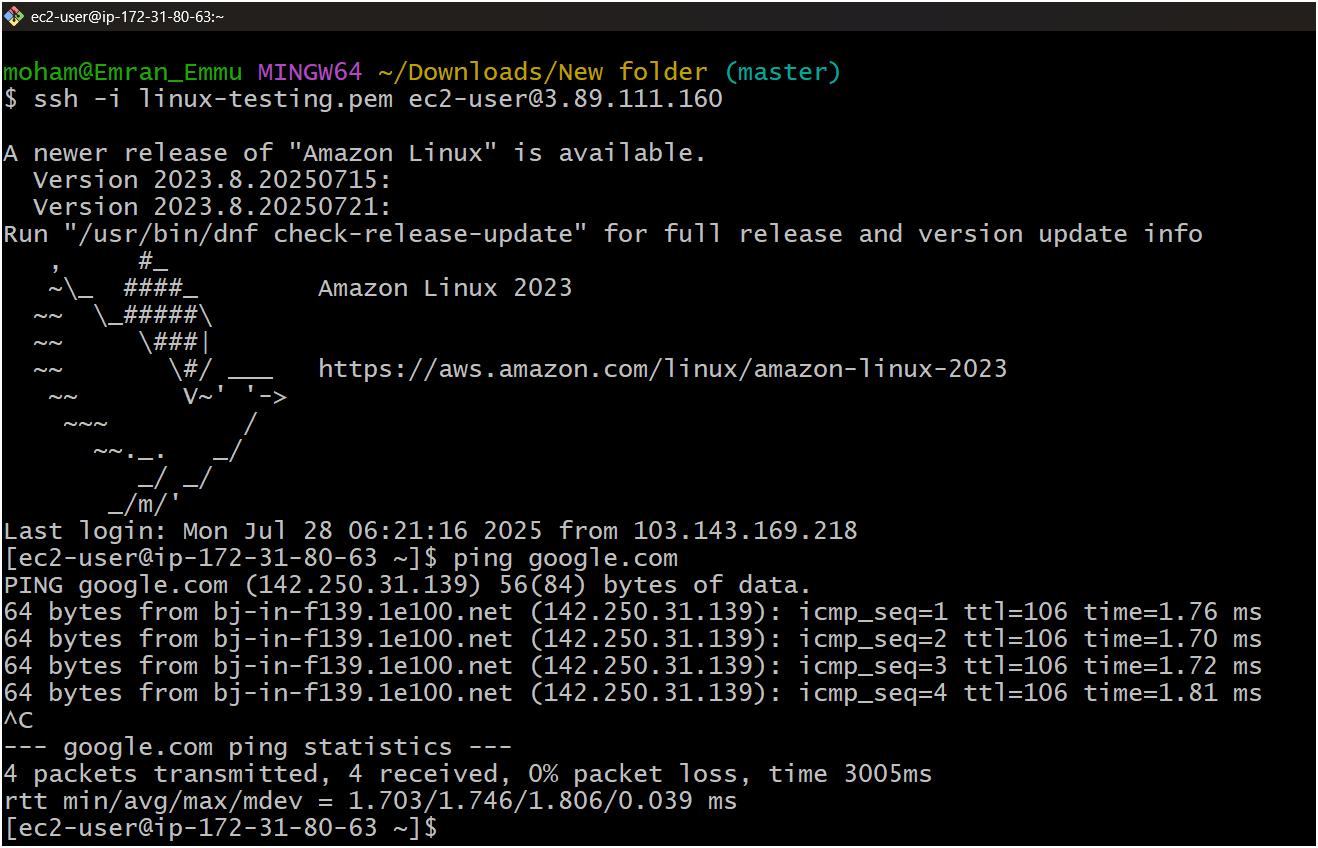 ec2-user@ip-172-31-80-63:~
moham@Emran_Emmu MINGW64 ~/Downloads/New folder (master)
$ ssh -i linux-testing.pem ec2-user@3.89.111.160
A newer release of "Amazon Linux" is available.
  Version 2023.8.20250715:
  Version 2023.8.20250721:
Run "/usr/bin/dnf check-release-update" for full release and version update info
   ,     #_
   ~\_  ####_        Amazon Linux 2023
  ~~  \_#####\
  ~~     \###|
  ~~       \#/ ___   https://aws.amazon.com/linux/amazon-linux-2023
   ~~       V~' '->
    ~~~         /
      ~~._.   _/
         _/ _/
       _/m/'
Last login: Mon Jul 28 06:21:16 2025 from 103.143.169.218
[ec2-user@ip-172-31-80-63 ~]$ ping google.com
PING google.com (142.250.31.139) 56(84) bytes of data.
64 bytes from bj-in-f139.1e100.net (142.250.31.139): icmp_seq=1 ttl=106 time=1.76 ms
64 bytes from bj-in-f139.1e100.net (142.250.31.139): icmp_seq=2 ttl=106 time=1.70 ms
64 bytes from bj-in-f139.1e100.net (142.250.31.139): icmp_seq=3 ttl=106 time=1.72 ms
64 bytes from bj-in-f139.1e100.net (142.250.31.139): icmp_seq=4 ttl=106 time=1.81 ms
^C
--- google.com ping statistics ---
4 packets transmitted, 4 received, 0% packet loss, time 3005ms
rtt min/avg/max/mdev = 1.703/1.746/1.806/0.039 ms
[ec2-user@ip-172-31-80-63 ~]$